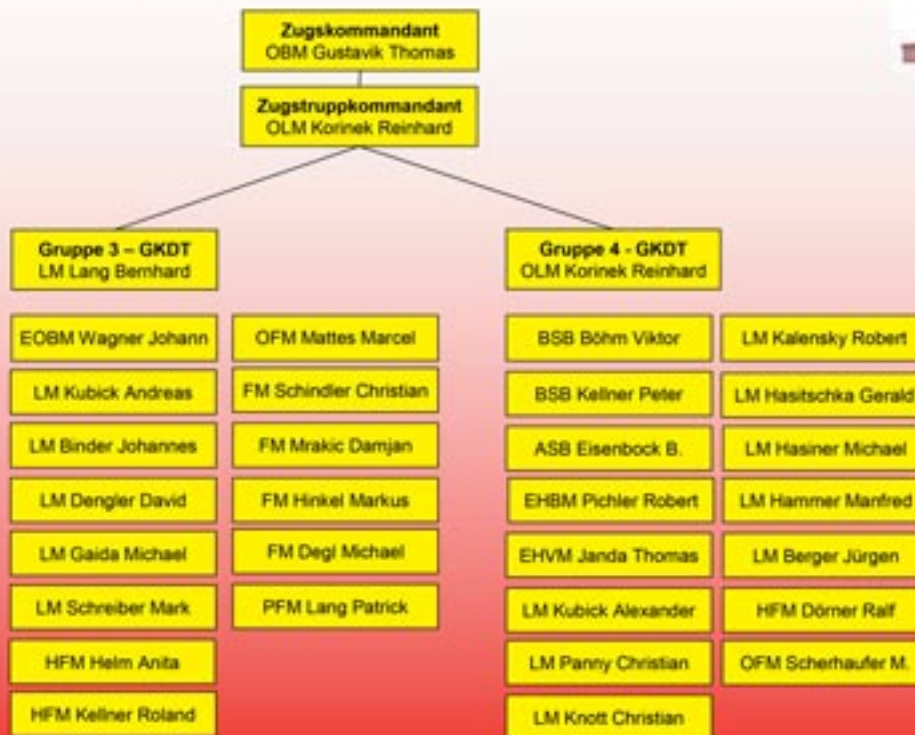 Zugskommandant
OBM Gustavik Thomas
Zugstruppkommandant
OLM Korinek Reinhard
Gruppe 3 – GKDT
LM Lang Bernhard
EOBM Wagner Johann
LM Kubick Andreas
LM Binder Johannes
LM Dengler David
LM Gaida Michael
LM Schreiber Mark
HFM Helm Anita
HFM Kellner Roland
OFM Mattes Marcel
FM Schindler Christian
FM Mrakic Damjan
FM Hinkel Markus
FM Degl Michael
PFM Lang Patrick
Gruppe 4 - GKDT
OLM Korinek Reinhard
BSB Böhm Viktor
BSB Kellner Peter
ASB Eisenbock B.
EHBM Pichler Robert
EHVM Janda Thomas
LM Kubick Alexander
LM Panny Christian
LM Knott Christian
LM Kalensky Robert
LM Hasitschka Gerald
LM Hasiner Michael
LM Hammer Manfred
LM Berger Jürgen
HFM Dörner Ralf
OFM Scherhaufer M.